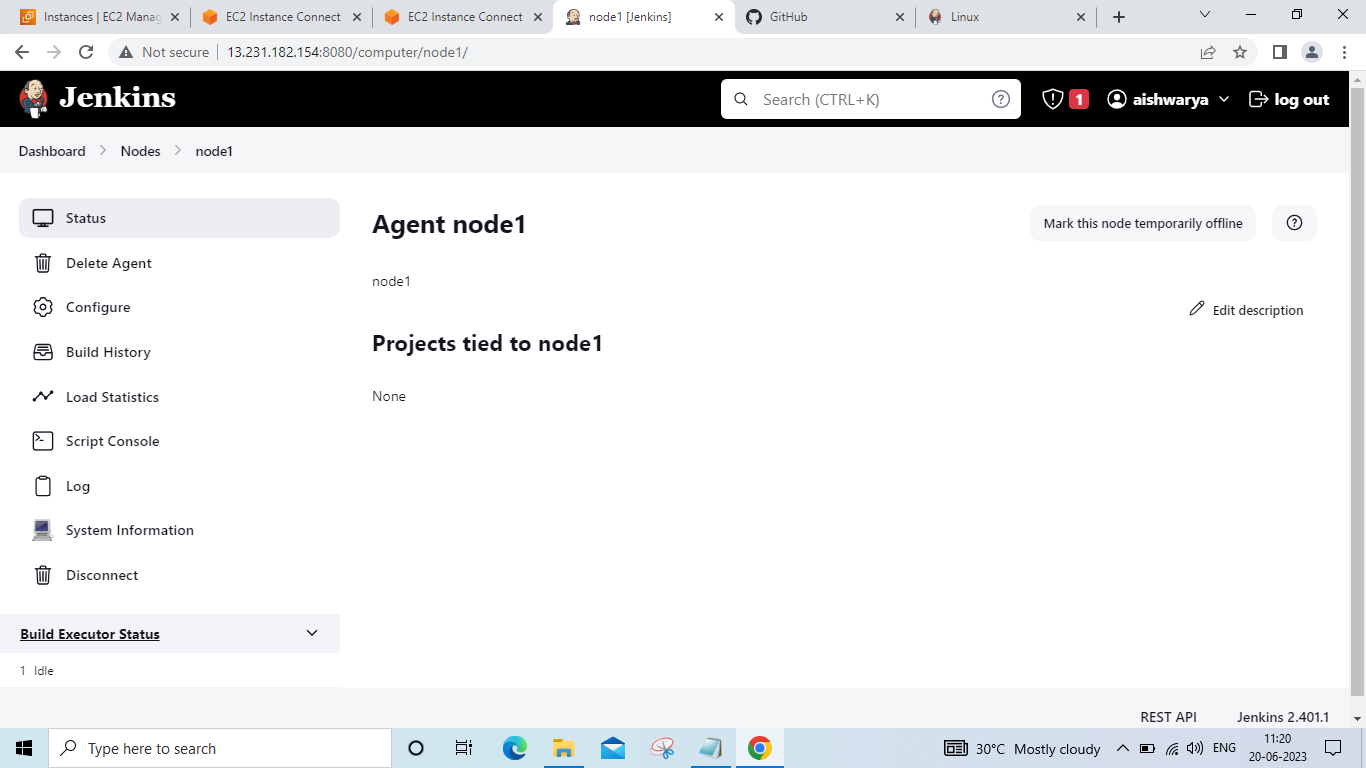 Instances | EC2 Manag
EC2 Instance Connect
EC2 Instance Connect
node1 [Jenkins]
GitHub
Linux
Not secure
13.231.182.154:8080/computer/node1/
Jenkins
Search (CTRL+K)
1
aishwarya
log out
Dashboard
Nodes
node1
Status
Delete Agent
Configure
Build History
Load Statistics
Script Console
Log
System Information
Disconnect
Build Executor Status
1 Idle
Agent node1
Mark this node temporarily offline
node1
Edit description
Projects tied to node1
None
REST API
Jenkins 2.401.1
Type here to search
30°C Mostly cloudy
ENG
11:20
20-06-2023